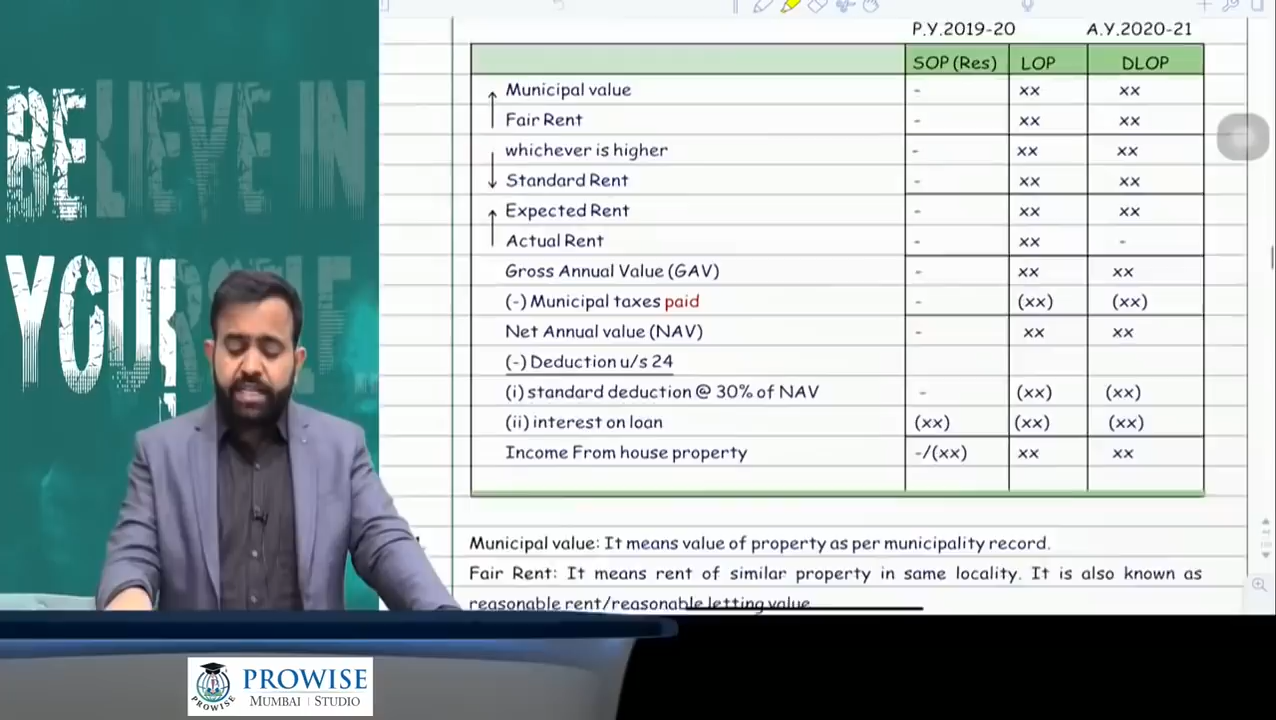 BELIEVE IN
YOURSELF
P.Y.2019-20 A.Y.2020-21
SOP (Res) LOP DLOP
Municipal value - xx xx
Fair Rent - xx xx
whichever is higher - xx xx
Standard Rent - xx xx
Expected Rent - xx xx
Actual Rent - xx -
Gross Annual Value (GAV) - xx xx
(-) Municipal taxes paid - (xx) (xx)
Net Annual value (NAV) - xx xx
(-) Deduction u/s 24
(i) standard deduction @ 30% of NAV - (xx) (xx)
(ii) interest on loan (xx) (xx) (xx)
Income From house property -/(xx) xx xx
Municipal value: It means value of property as per municipality record.
Fair Rent: It means rent of similar property in same locality. It is also known as
reasonable rent/reasonable letting value
PROWISE
PROWISE
MUMBAI | STUDIO